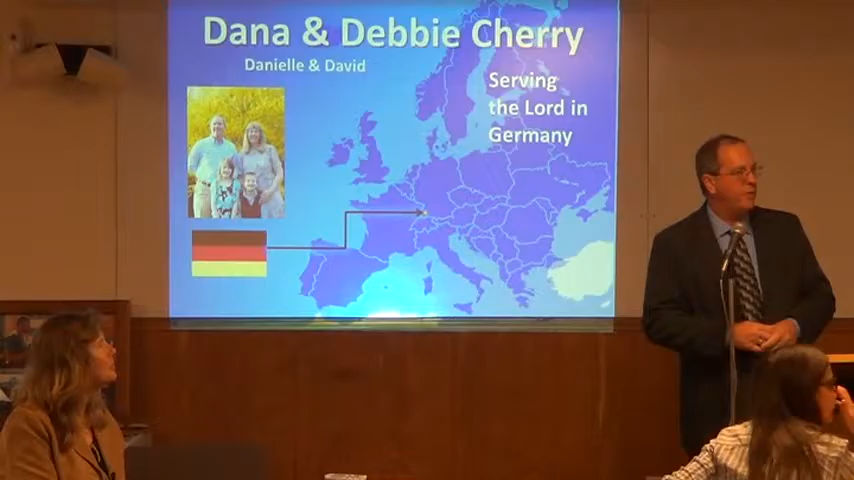 Dana & Debbie Cherry
Danielle & David
Serving
the Lord in
Germany